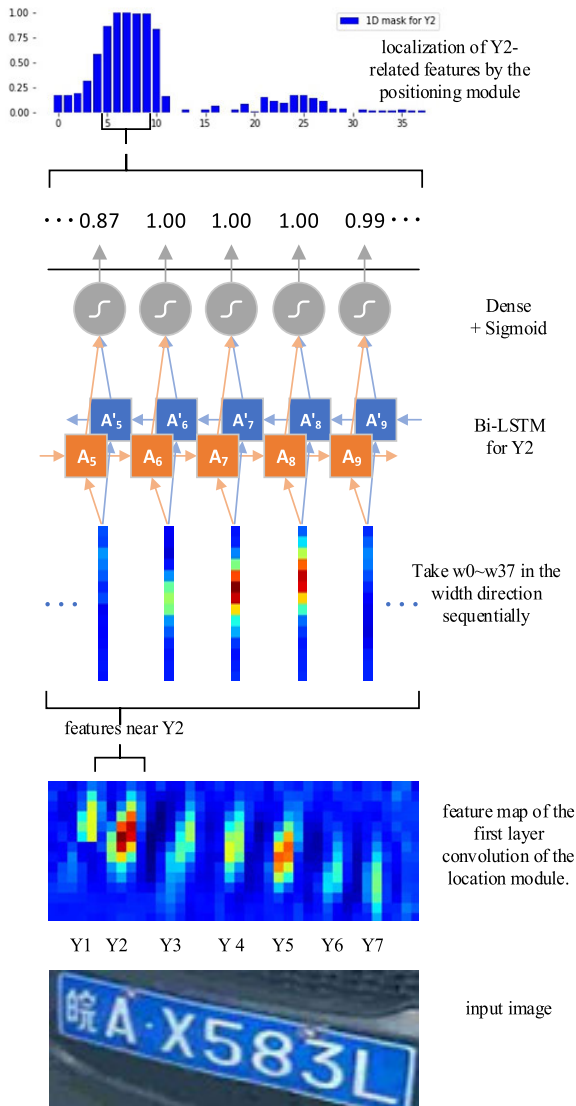 1.00
0.75
0.50
0.25
0.00
0 5 10 15 20 25 30 35
1D mask for Y2
localization of Y2-
related features by the
positioning module
··· 0.87 1.00 1.00 1.00 0.99 ···
Dense
+ Sigmoid
A'5 A'6 A'7 A'8 A'9
A5 A6 A7 A8 A9
Bi-LSTM
for Y2
Take w0~w37 in the
width direction
sequentially
··· ···
features near Y2
feature map of the
first layer
convolution of the
location module.
Y1 Y2 Y3 Y 4 Y5 Y6 Y7
皖A·X583L
input image